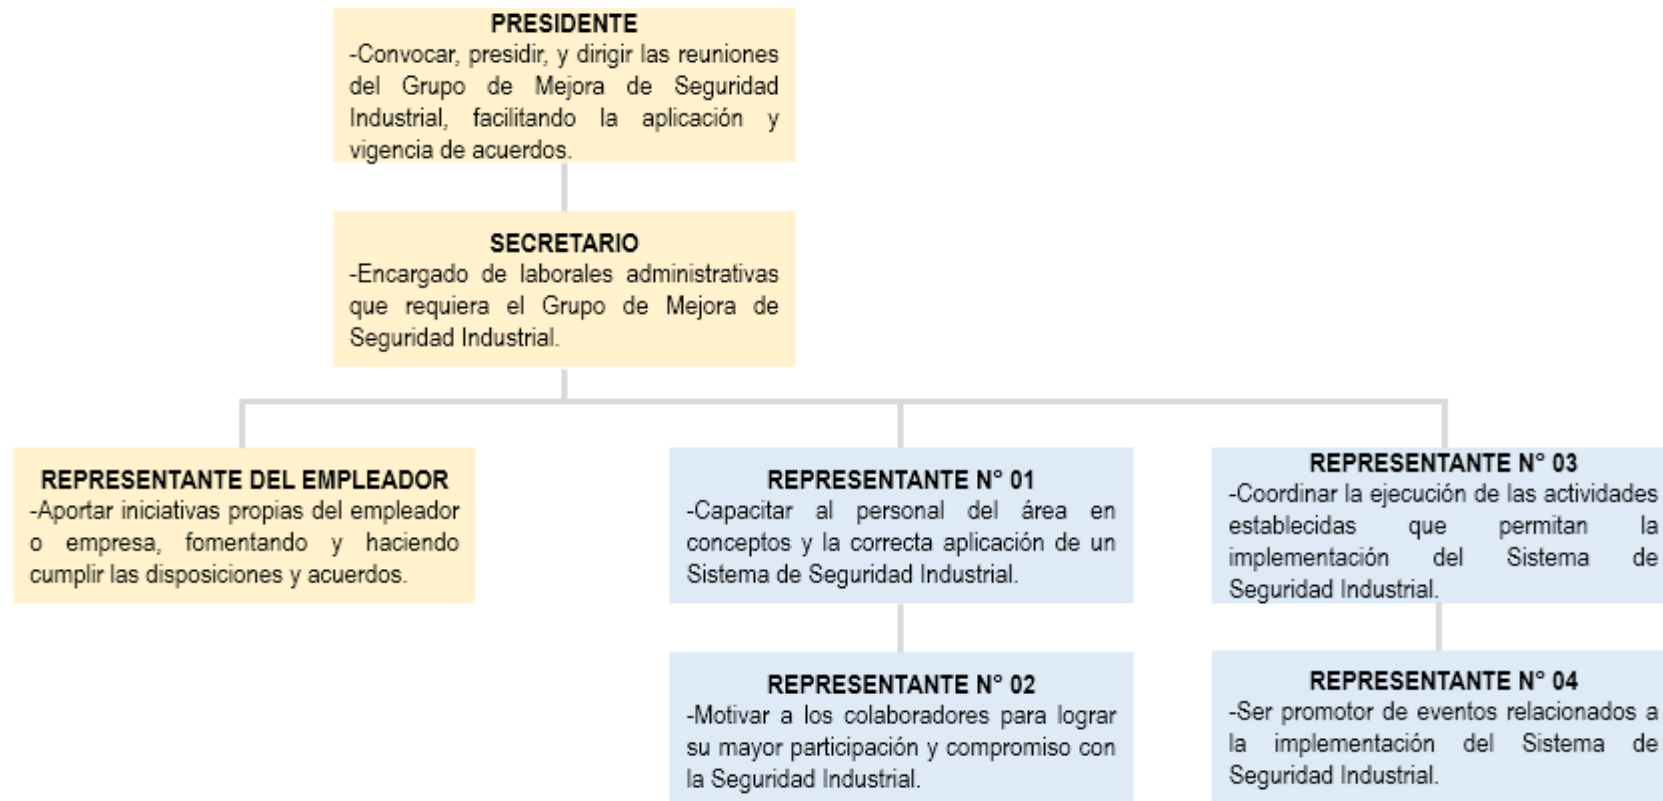 PRESIDENTE
-Convocar, presidir, y dirigir las reuniones
del Grupo de Mejora de Seguridad
Industrial, facilitando la aplicación y
vigencia de acuerdos.
SECRETARIO
-Encargado de laborales administrativas
que requiera el Grupo de Mejora de
Seguridad Industrial.
REPRESENTANTE DEL EMPLEADOR
-Aportar iniciativas propias del empleador
o empresa, fomentando y haciendo
cumplir las disposiciones y acuerdos.
REPRESENTANTE N° 01
-Capacitar al personal del área en
conceptos y la correcta aplicación de un
Sistema de Seguridad Industrial.
REPRESENTANTE N° 03
-Coordinar la ejecución de las actividades
establecidas que permitan la
implementación del Sistema de
Seguridad Industrial.
REPRESENTANTE N° 02
-Motivar a los colaboradores para lograr
su mayor participación y compromiso con
la Seguridad Industrial.
REPRESENTANTE N° 04
-Ser promotor de eventos relacionados a
la implementación del Sistema de
Seguridad Industrial.